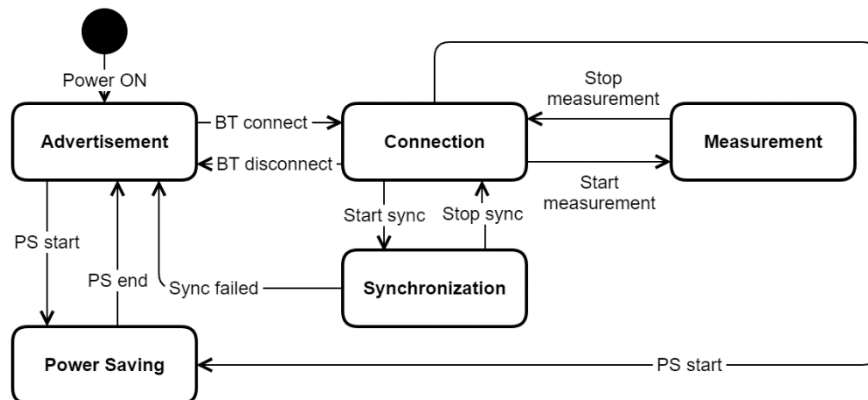 Power ON
Advertisement
BT connect
BT disconnect
Connection
Stop
measurement
Start
measurement
Measurement
PS start
PS end
Sync failed
Start sync
Stop sync
Synchronization
Power Saving
PS start